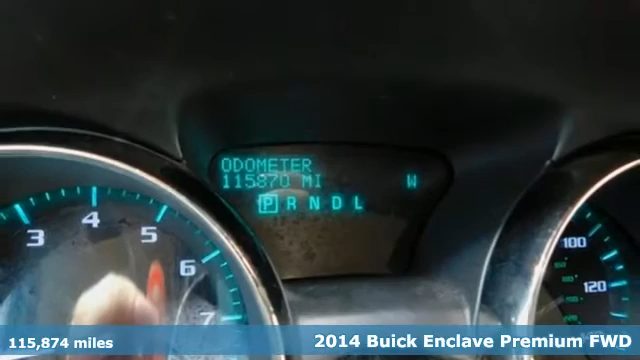 ODOMETER
115870 MI W
P R N D L
3 4 5 6 7
100
120
115,874 miles
2014 Buick Enclave Premium FWD